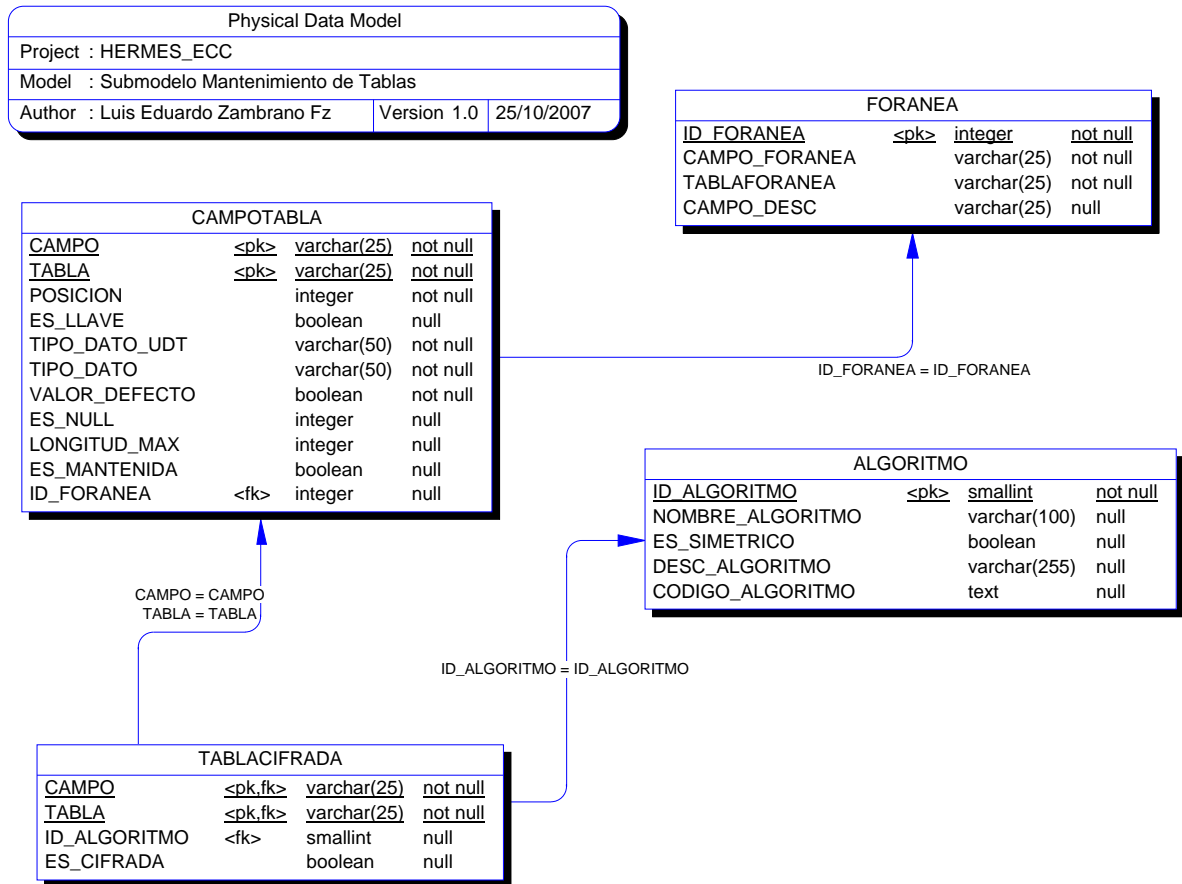 Physical Data Model
Project : HERMES_ECC
Model : Submodelo Mantenimiento de Tablas
Author : Luis Eduardo Zambrano Fz Version 1.0 25/10/2007
FORANEA
ID_FORANEA <pk> integer not null
CAMPO_FORANEA varchar(25) not null
TABLAFORANEA varchar(25) not null
CAMPO_DESC varchar(25) null
CAMPOTABLA
CAMPO <pk> varchar(25) not null
TABLA <pk> varchar(25) not null
POSICION integer not null
ES_LLAVE boolean null
TIPO_DATO_UDT varchar(50) not null
TIPO_DATO varchar(50) not null
VALOR_DEFECTO boolean not null
ES_NULL integer null
LONGITUD_MAX integer null
ES_MANTENIDA boolean null
ID_FORANEA <fk> integer null
ID_FORANEA = ID_FORANEA
ALGORITMO
ID_ALGORITMO <pk> smallint not null
NOMBRE_ALGORITMO varchar(100) null
ES_SIMETRICO boolean null
DESC_ALGORITMO varchar(255) null
CODIGO_ALGORITMO text null
CAMPO = CAMPO
TABLA = TABLA
ID_ALGORITMO = ID_ALGORITMO
TABLACIFRADA
CAMPO <pk,fk> varchar(25) not null
TABLA <pk,fk> varchar(25) not null
ID_ALGORITMO <fk> smallint null
ES_CIFRADA boolean null